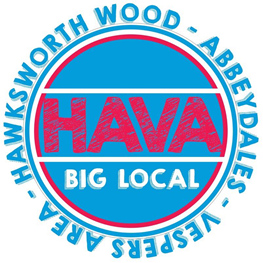 HAWKSWORTH WOOD - ABBEYDALES - VESPERS AREA -
HAVA
BIG LOCAL